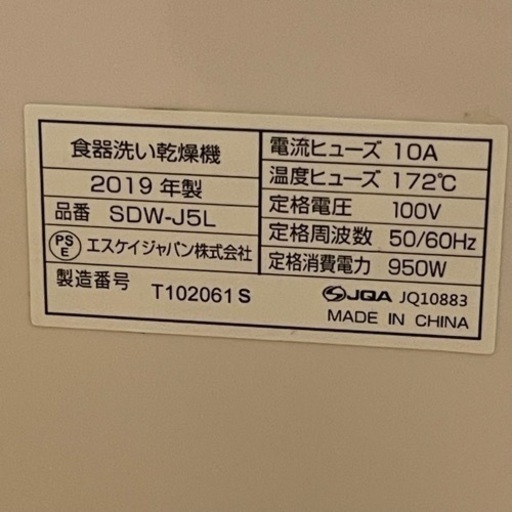 食器洗い乾燥機
2019 年製
品番 SDW-J5L
PS E エスケイジャパン株式会社
製造番号 T102061 S
電流ヒューズ 10A
温度ヒューズ 172℃
定格電圧 100V
定格周波数 50/60Hz
定格消費電力 950W
JQA JQ10883
MADE IN CHINA